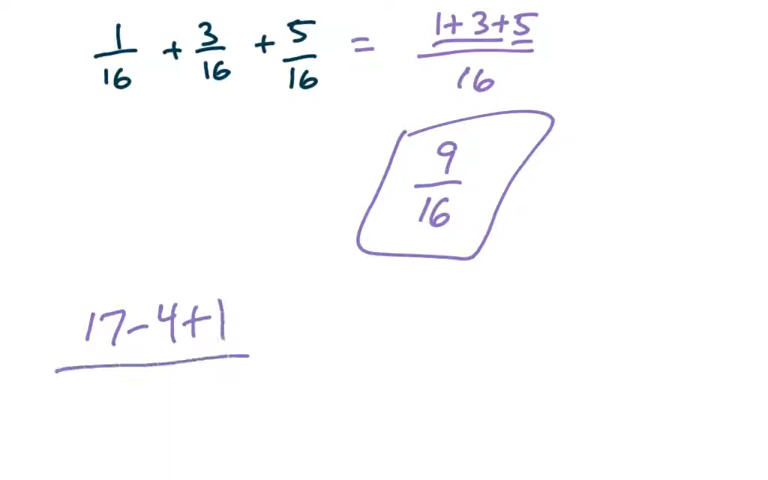 1/16 + 3/16 + 5/16 = (1+3+5)/16
9/16
17-4+1